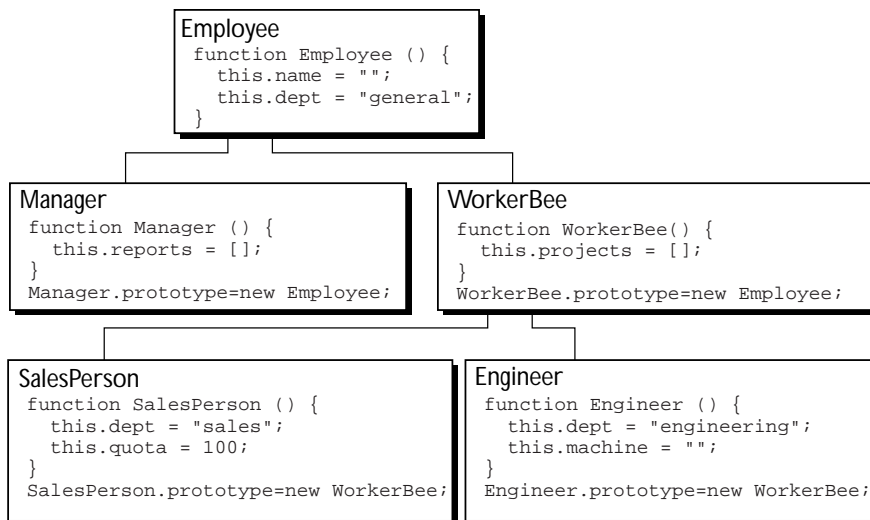 Employee
function Employee () {
this.name = "";
this.dept = "general";
}
Manager
function Manager () {
this.reports = [];
}
Manager.prototype=new Employee;
WorkerBee
function WorkerBee() {
this.projects = [];
}
WorkerBee.prototype=new Employee;
SalesPerson
function SalesPerson () {
this.dept = "sales";
this.quota = 100;
}
SalesPerson.prototype=new WorkerBee;
Engineer
function Engineer () {
this.dept = "engineering";
this.machine = "";
}
Engineer.prototype=new WorkerBee;